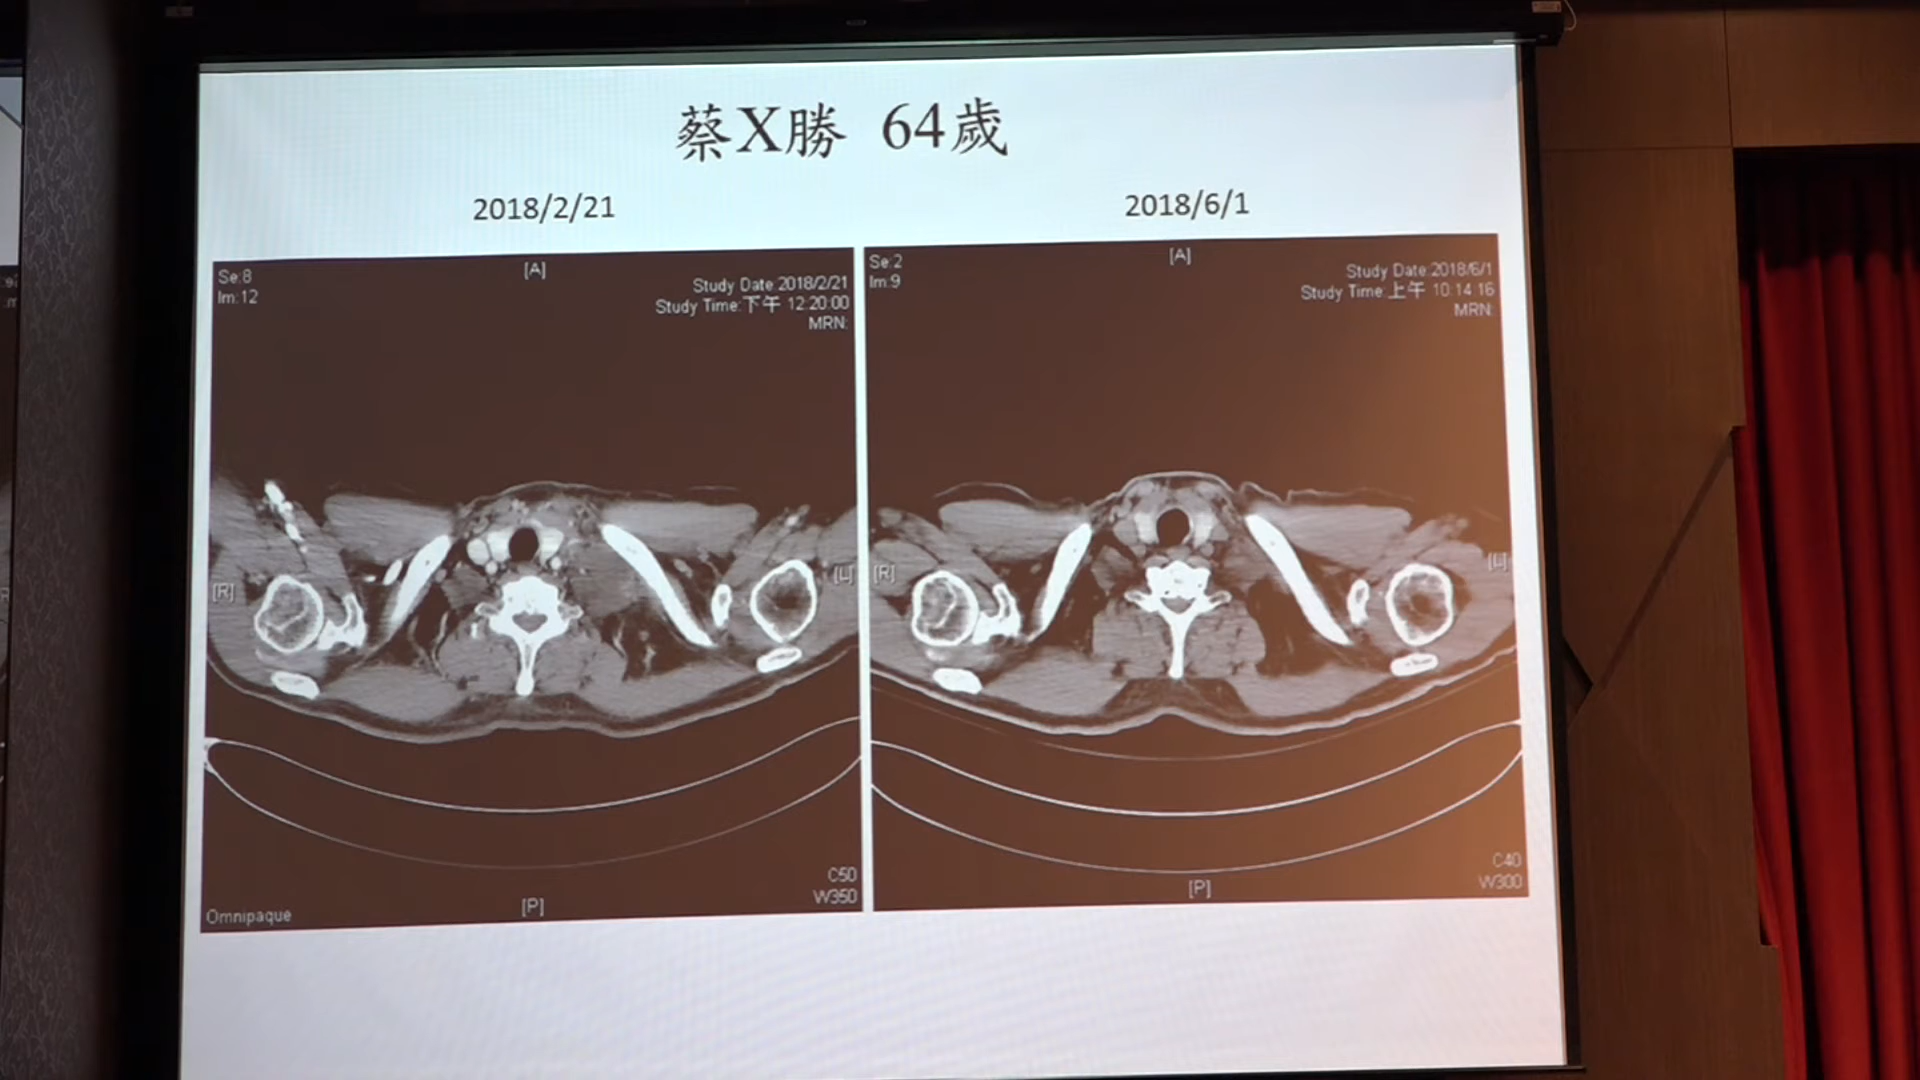 蔡X勝 64歲
2018/2/21
2018/6/1
Se:8
Im:12
[A]
Study Date:2018/2/21
Study Time:下午 12:20:00
MRN:
[R]
[L]
C50
W350
[P]
Omnipaque
Se:2
Im:9
[A]
Study Date:2018/6/1
Study Time:上午 10:14:16
MRN:
[R]
[L]
C40
W300
[P]